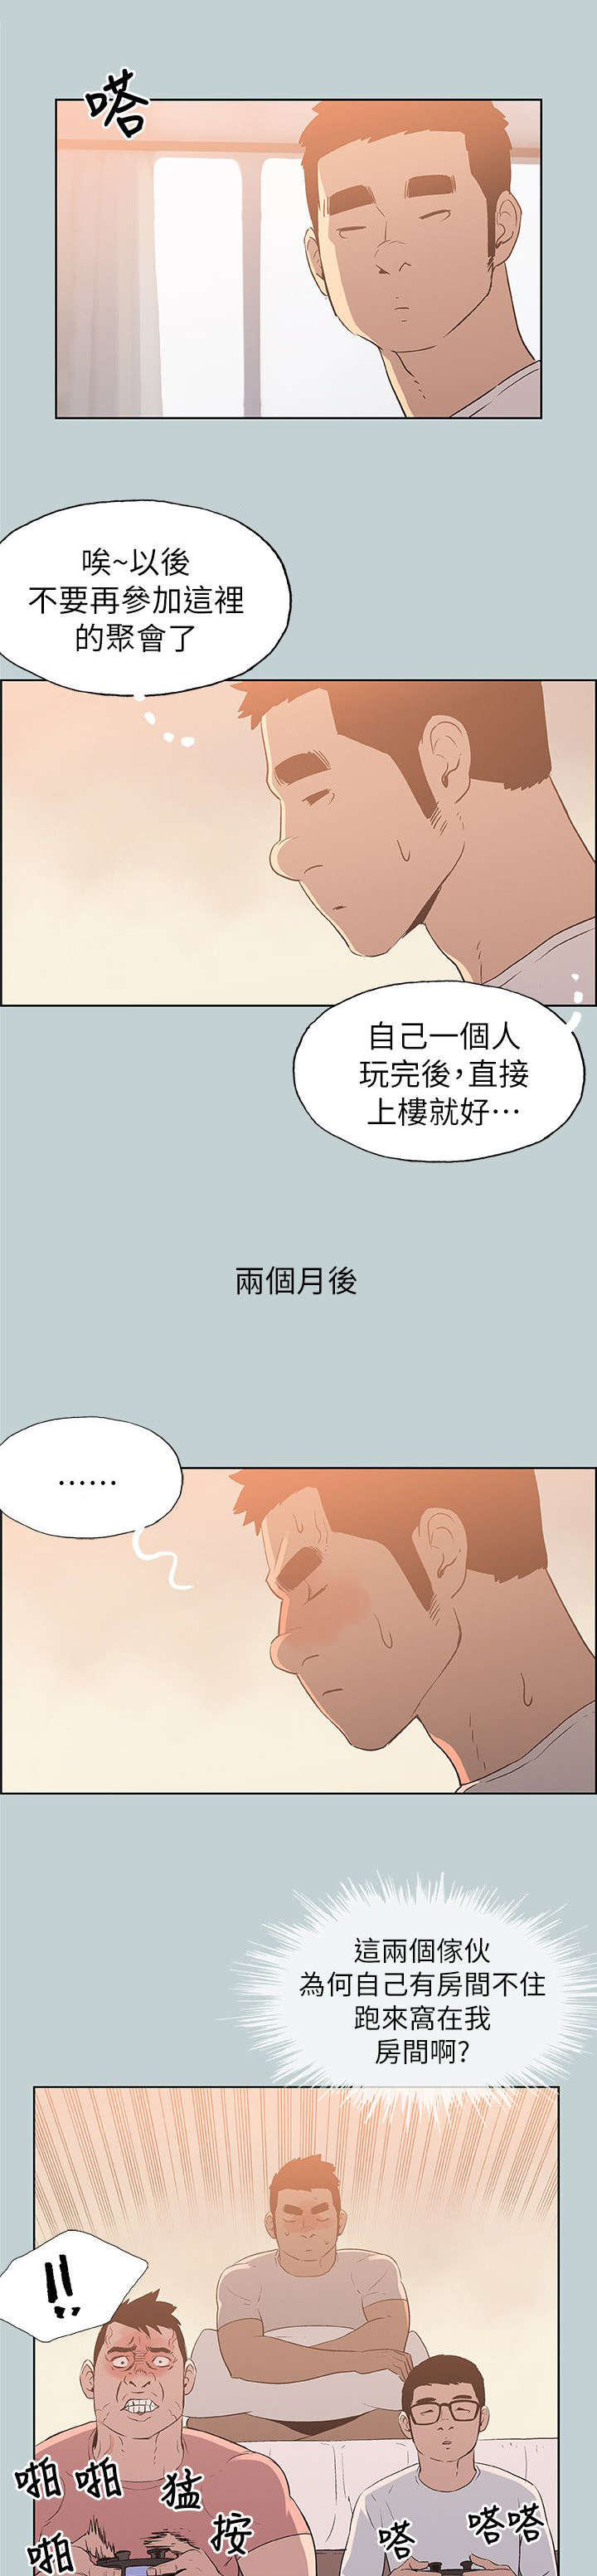 嗒
唉~以後
不要再參加這裡
的聚會了
自己一個人
玩完後,直接
上樓就好⋯
兩個月後
⋯⋯
這兩個傢伙
為何自己有房間不住
跑來窩在我
房間啊?
!!
啪 啪 猛
按
啪
嗒 嗒嗒